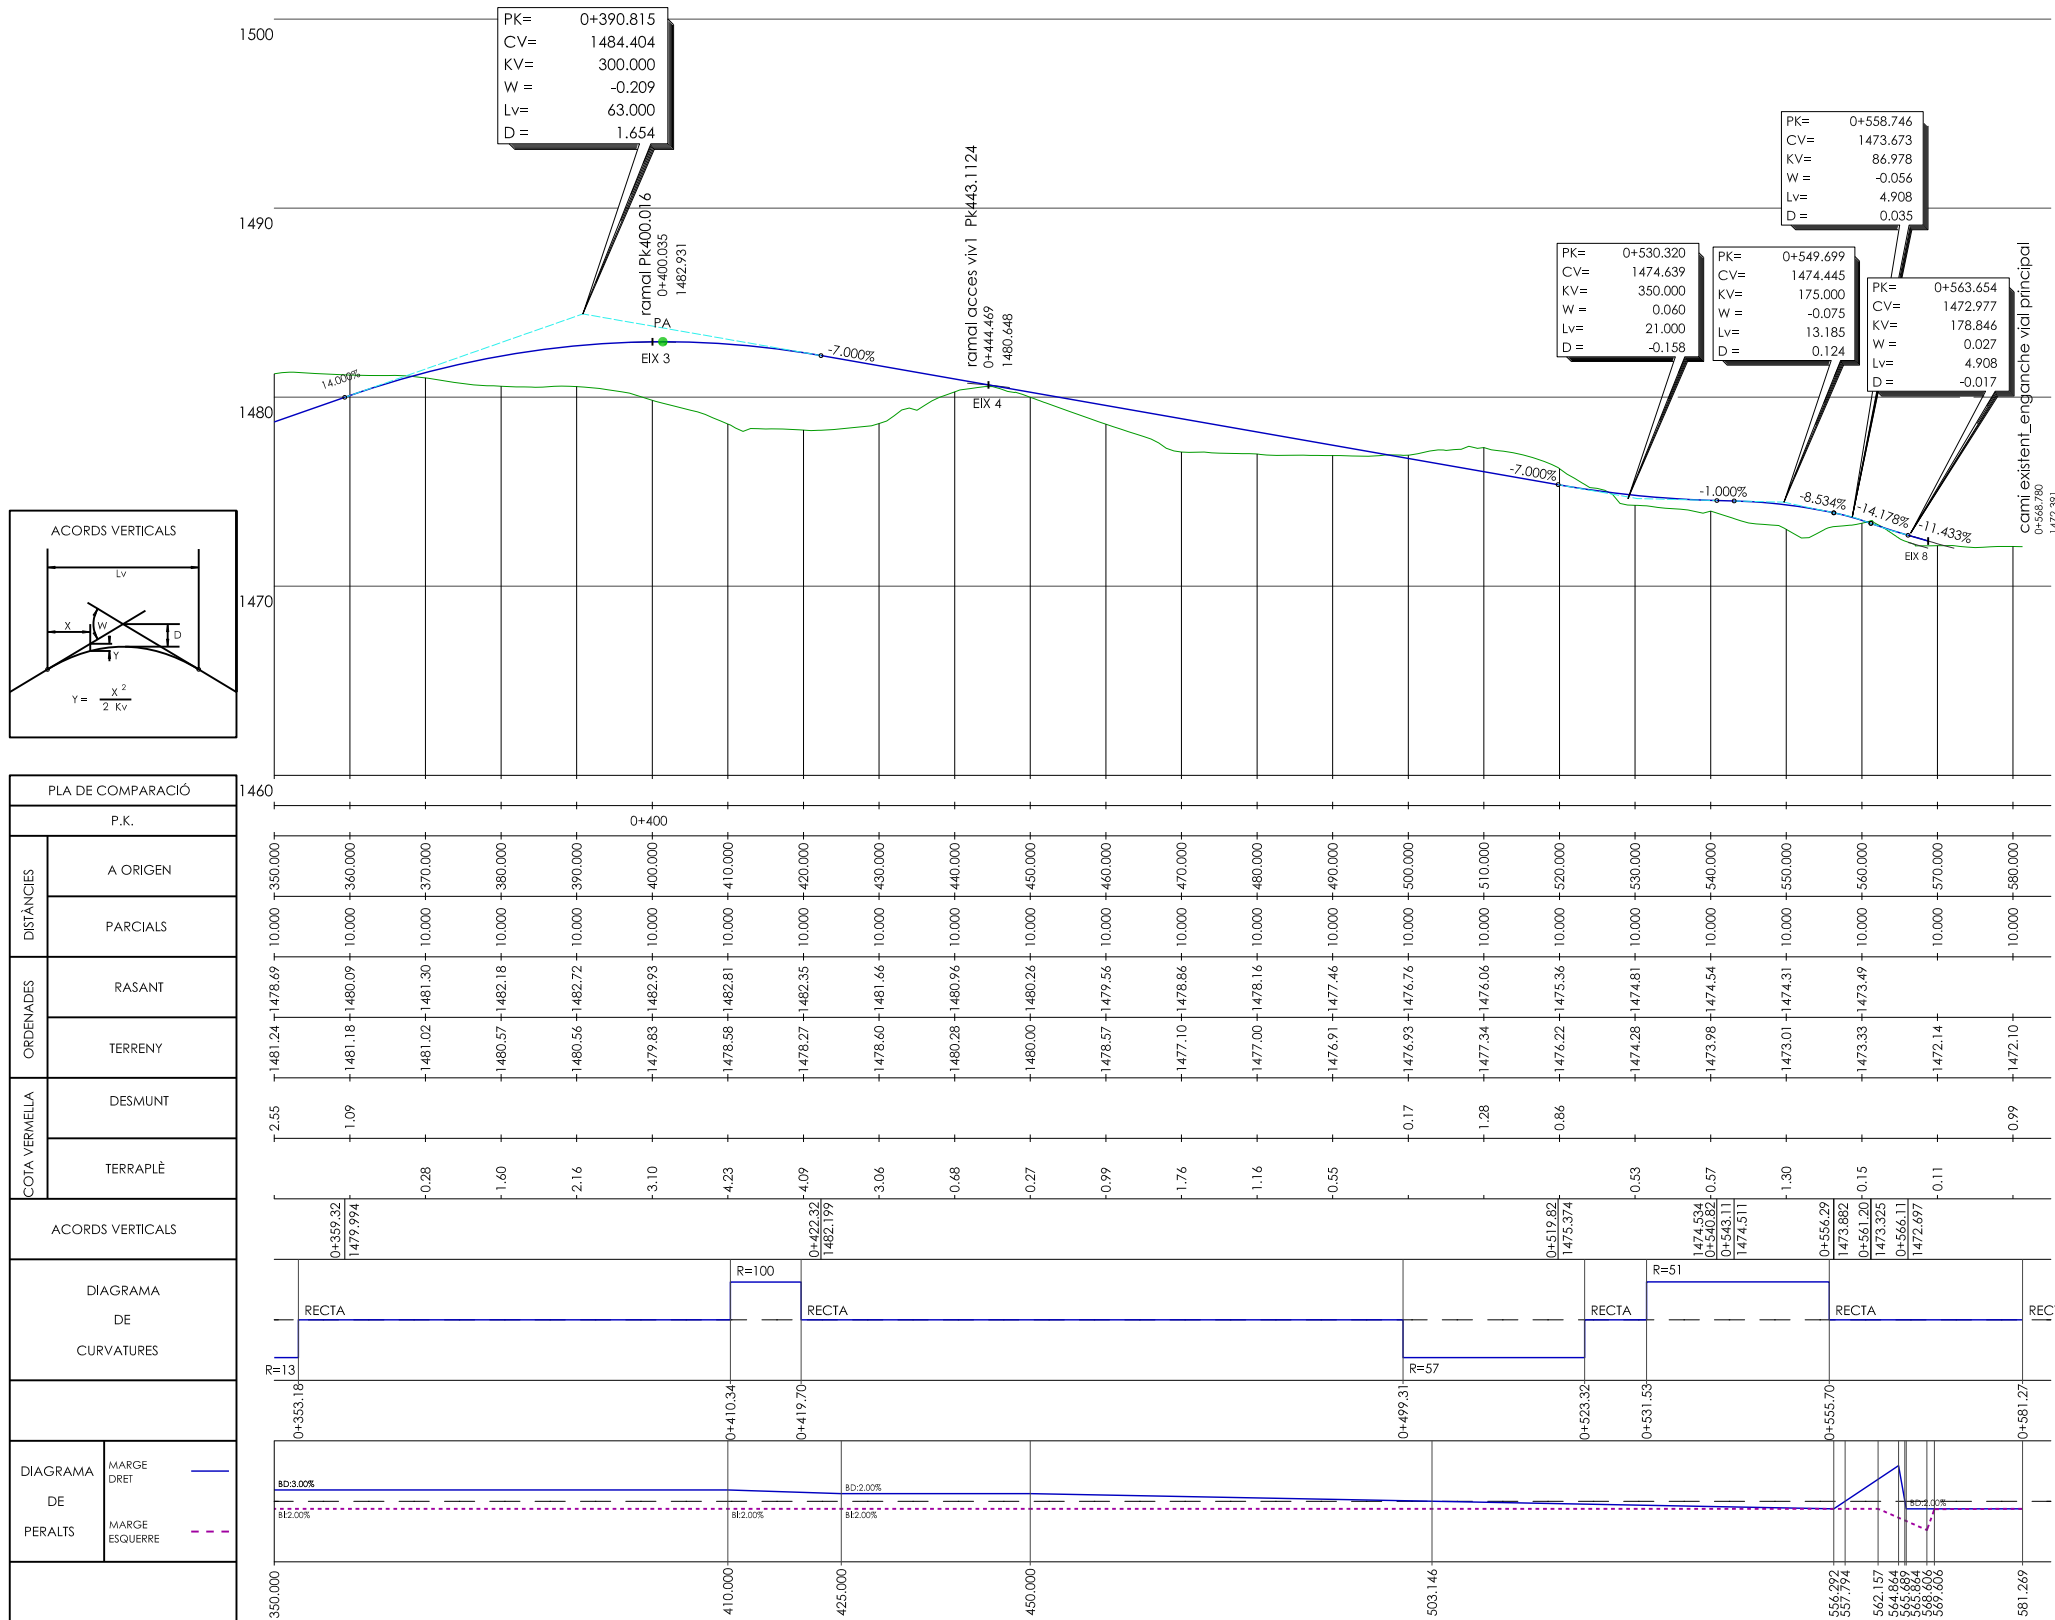 1500
1490
1480
1470
1460
PK= 0+390.815
CV= 1484.404
KV= 300.000
W = -0.209
Lv= 63.000
D = 1.654
ramal Pk400.016
0+400.035
1482.931
PA
EIX 3
14.000%
-7.000%
ramal acces viv1 Pk443.1124
0+444.469
1480.648
EIX 4
-7.000%
PK= 0+530.320
CV= 1474.639
KV= 350.000
W = 0.060
Lv= 21.000
D = -0.158
PK= 0+549.699
CV= 1474.445
KV= 175.000
W = -0.075
Lv= 13.185
D = 0.124
PK= 0+558.746
CV= 1473.673
KV= 86.978
W = -0.056
Lv= 4.908
D = 0.035
PK= 0+563.654
CV= 1472.977
KV= 178.846
W = 0.027
Lv= 4.908
D = -0.017
-1.000%
-8.534%
-14.178%
-11.433%
EIX 8
cami existent_enganche vial principal
0+568.780
1472.391
ACORDS VERTICALS
Lv
X
W
D
Y
Y = X 2
2 Kv
PLA DE COMPARACIÓ
P.K.
0+400
DISTÀNCIES
A ORIGEN
350.000 360.000 370.000 380.000 390.000 400.000 410.000 420.000 430.000 440.000 450.000 460.000 470.000 480.000 490.000 500.000 510.000 520.000 530.000 540.000 550.000 560.000 570.000 580.000
PARCIALS
10.000 10.000 10.000 10.000 10.000 10.000 10.000 10.000 10.000 10.000 10.000 10.000 10.000 10.000 10.000 10.000 10.000 10.000 10.000 10.000 10.000 10.000 10.000 10.000
ORDENADES
RASANT
1478.69 1480.09 1481.30 1482.18 1482.72 1482.93 1482.81 1482.35 1481.66 1480.96 1480.26 1479.56 1478.86 1478.16 1477.46 1476.76 1476.06 1475.36 1474.81 1474.54 1474.31 1473.49
TERRENY
1481.24 1481.18 1481.02 1480.57 1480.56 1479.83 1478.58 1478.27 1478.60 1480.28 1480.00 1478.57 1477.10 1477.00 1476.91 1476.93 1477.34 1476.22 1474.28 1473.98 1473.01 1473.33 1472.14 1472.10
COTA VERMELLA
DESMUNT
2.55 1.09 0.17 1.28 0.86 0.99
TERRAPLÈ
0.28 1.60 2.16 3.10 4.23 4.09 3.06 0.68 0.27 0.99 1.76 1.16 0.55 0.53 0.57 1.30 0.15 0.11
ACORDS VERTICALS
0+359.32
1479.994
0+422.32
1482.199
0+519.82
1475.374
1474.534
0+540.82
0+543.11
1474.511
0+556.29
1473.882
0+561.20
1473.325
0+566.11
1472.697
DIAGRAMA
DE
CURVATURES
R=13
RECTA
R=100
RECTA
R=57
RECTA
R=51
RECTA
REC
0+353.18 0+410.34 0+419.70 0+499.31 0+523.32 0+531.53 0+555.70 0+581.27
DIAGRAMA
DE
PERALTS
MARGE
DRET
MARGE
ESQUERRE
BD:3.00%
BI:2.00%
BI:2.00%
BD:2.00%
BI:2.00%
BD:2.00%
350.000 410.000 425.000 450.000 503.146 556.292 557.794 562.157 564.864 565.689 565.864 568.606 569.606 581.269